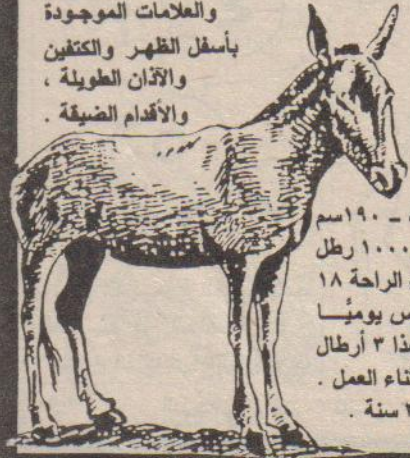 والعلامات الموجودة
بأسفل الظهر والكتفين
والآذان الطويلة ،
والأقدام الضيقة .
ـ ١٩٠سم
١٠٠٠ رطل
الراحة ١٨
يوميًّا
٣ أرطال
العمل .
سنة .